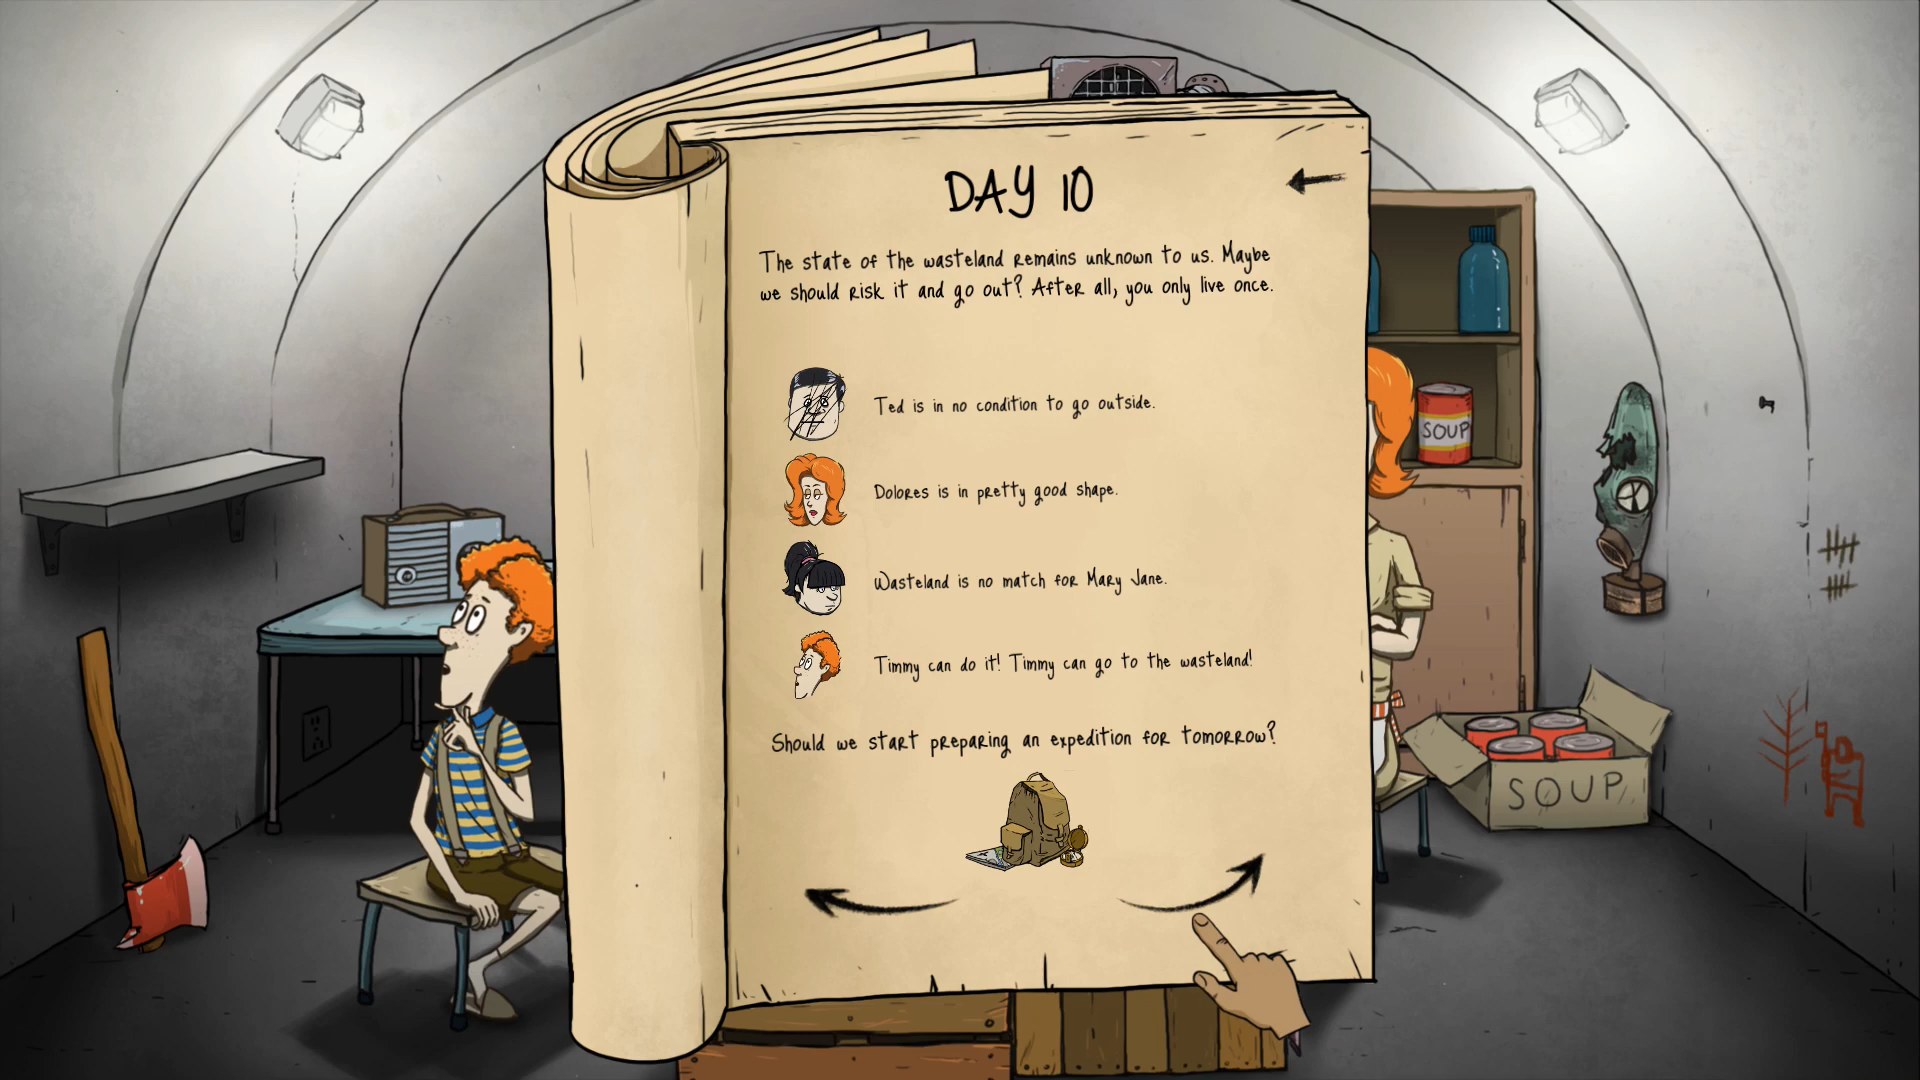 DAY 10
The state of the wasteland remains unknown to us. Maybe
we should risk it and go out? After all, you only live once.
Ted is in no condition to go outside.
Dolores is in pretty good shape.
Wasteland is no match for Mary Jane.
Timmy can do it! Timmy can go to the wasteland!
Should we start preparing an expedition for tomorrow?
SOUP
SOUP